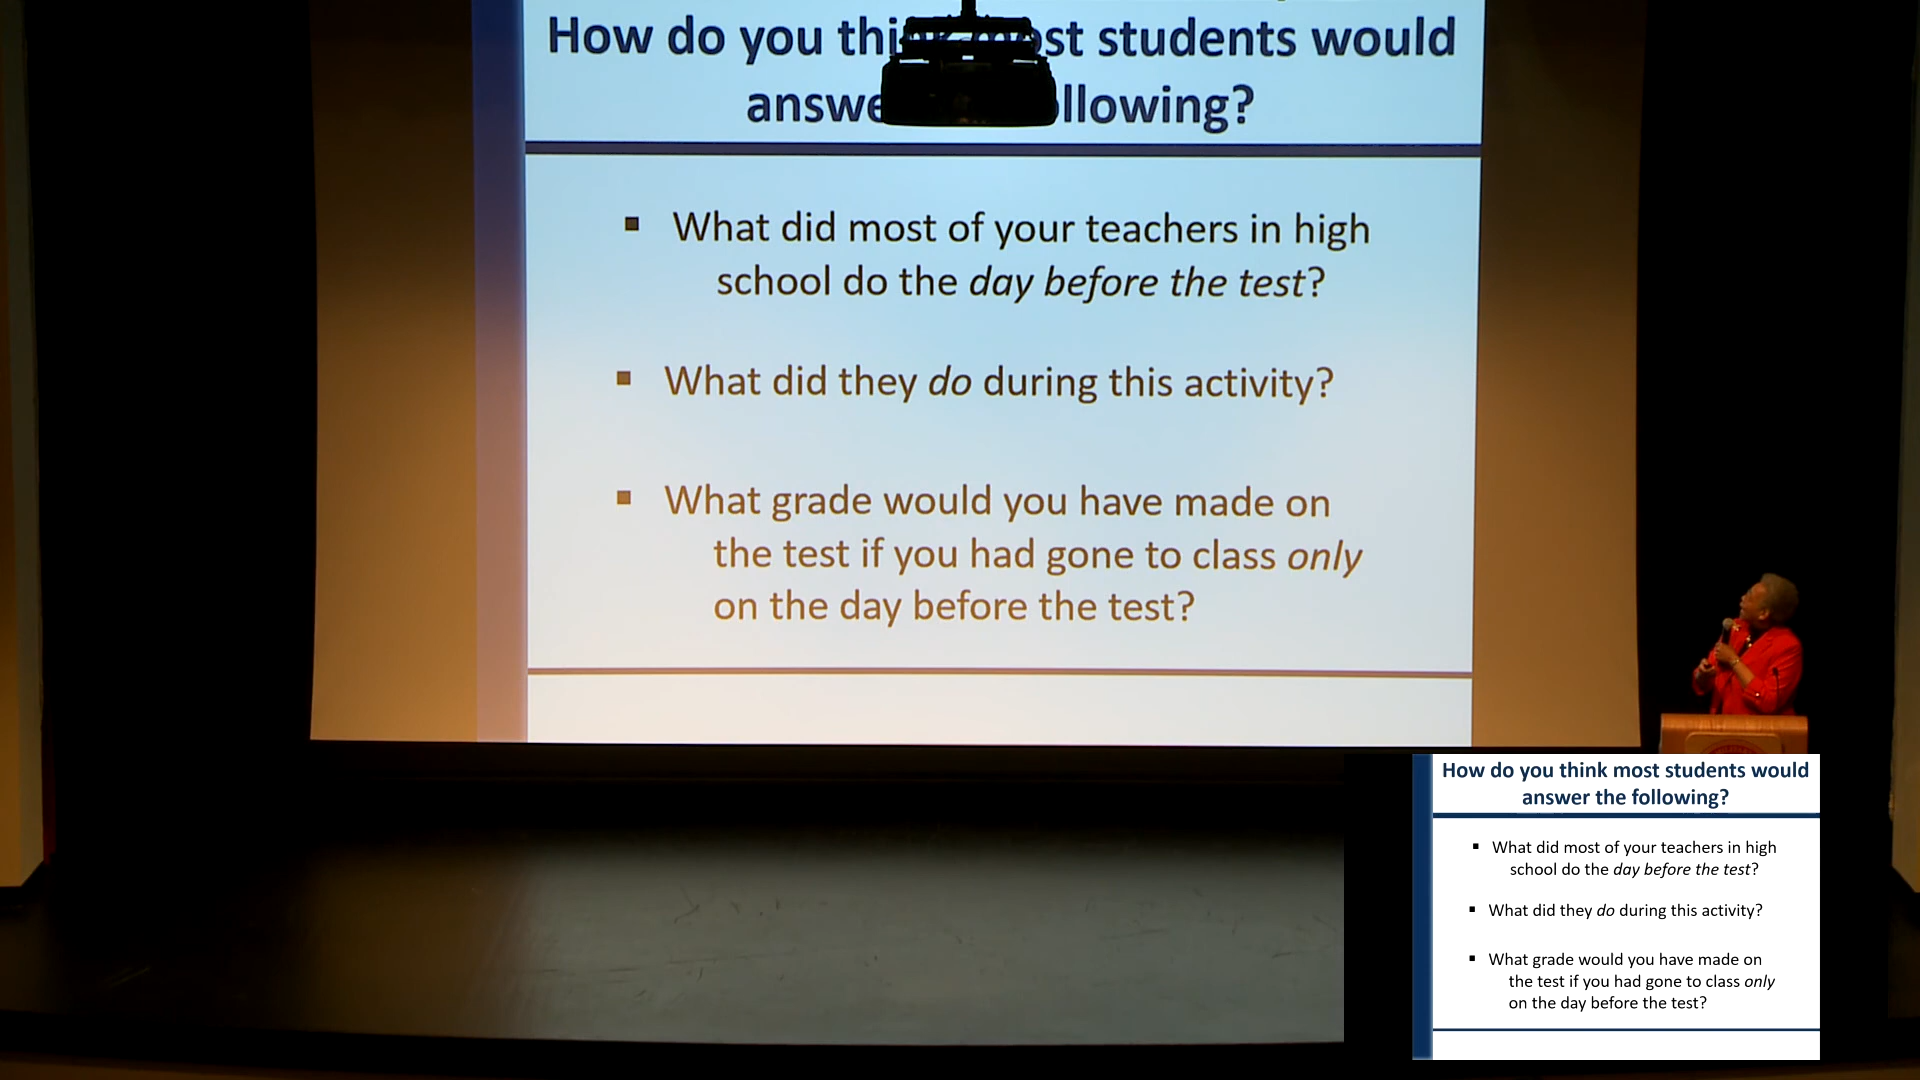 How do you think most students would
answer the following?
▪ What did most of your teachers in high
school do the day before the test?
▪ What did they do during this activity?
▪ What grade would you have made on
the test if you had gone to class only
on the day before the test?
How do you think most students would
answer the following?
▪ What did most of your teachers in high
school do the day before the test?
▪ What did they do during this activity?
▪ What grade would you have made on
the test if you had gone to class only
on the day before the test?